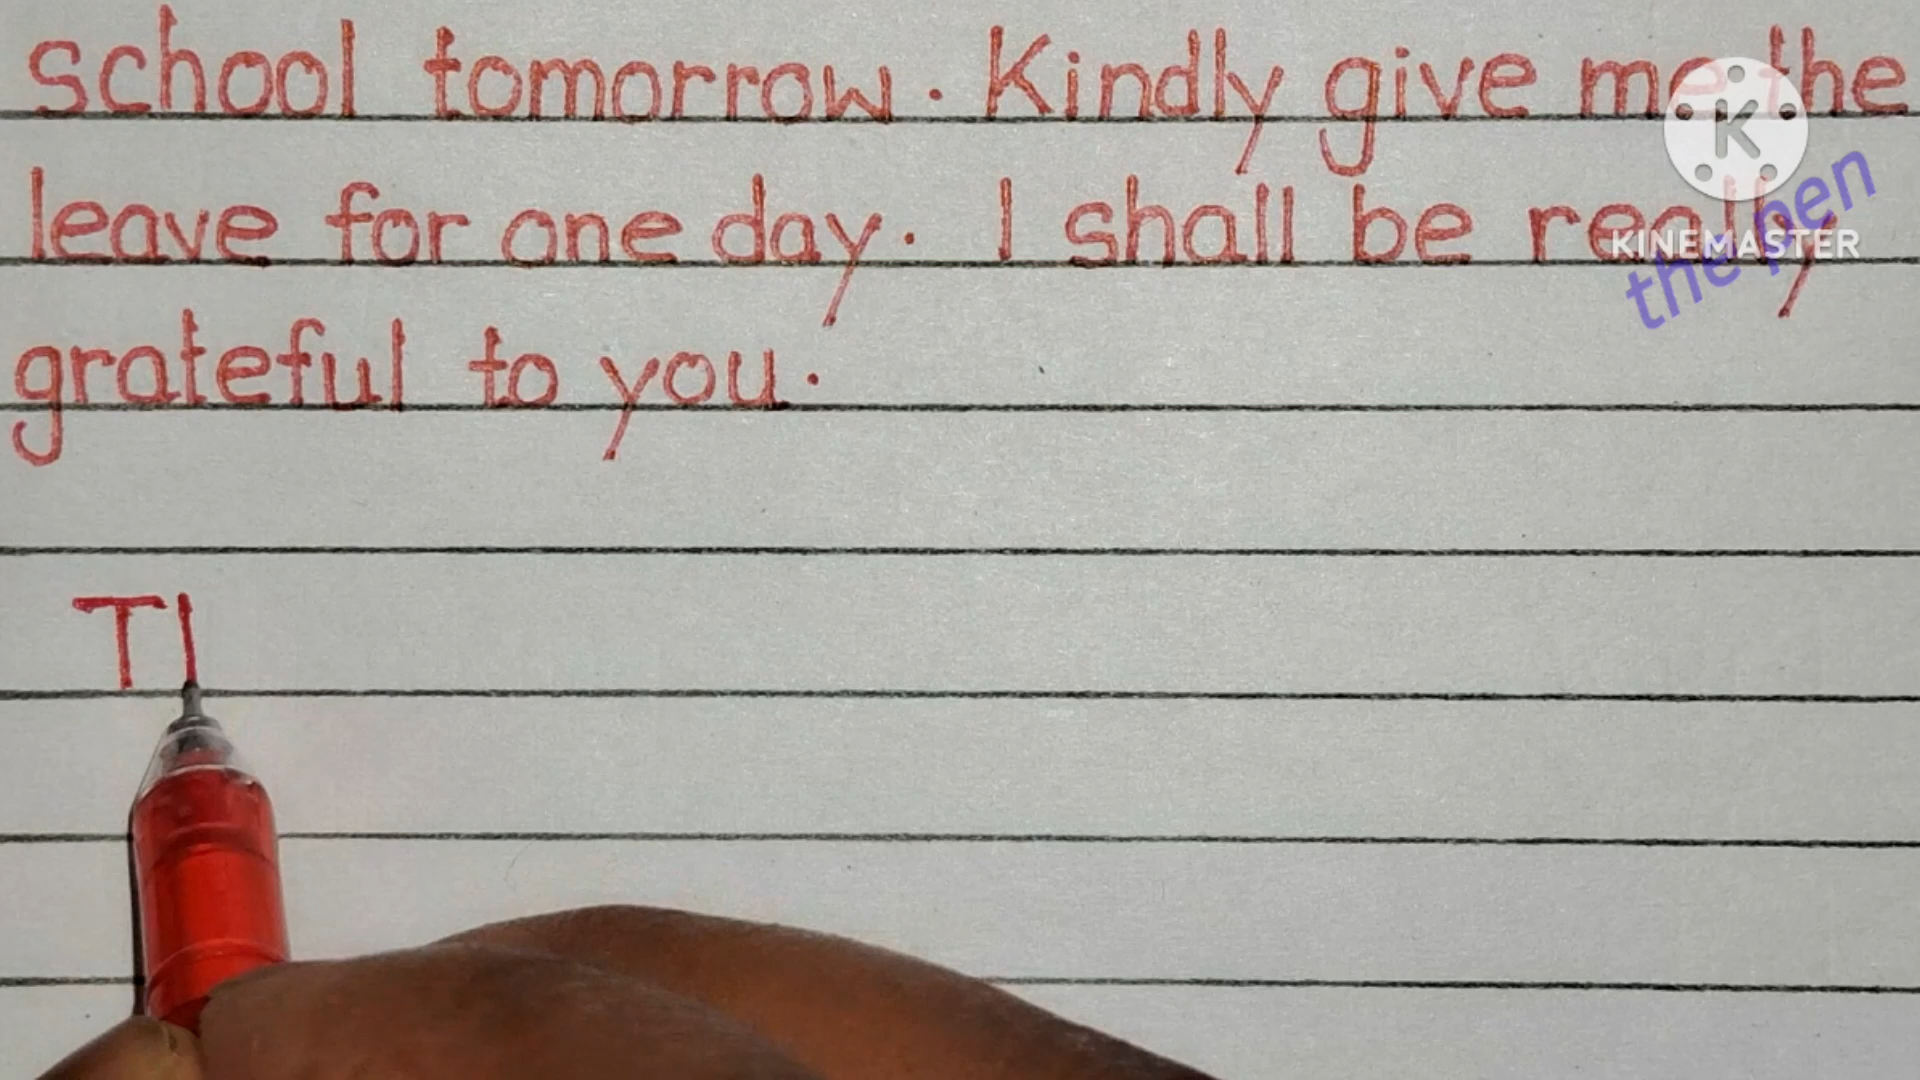 school tomorrow. Kindly give me the
leave for one day. I shall be really
grateful to you.
Tl
K
KINEMASTER
the pen